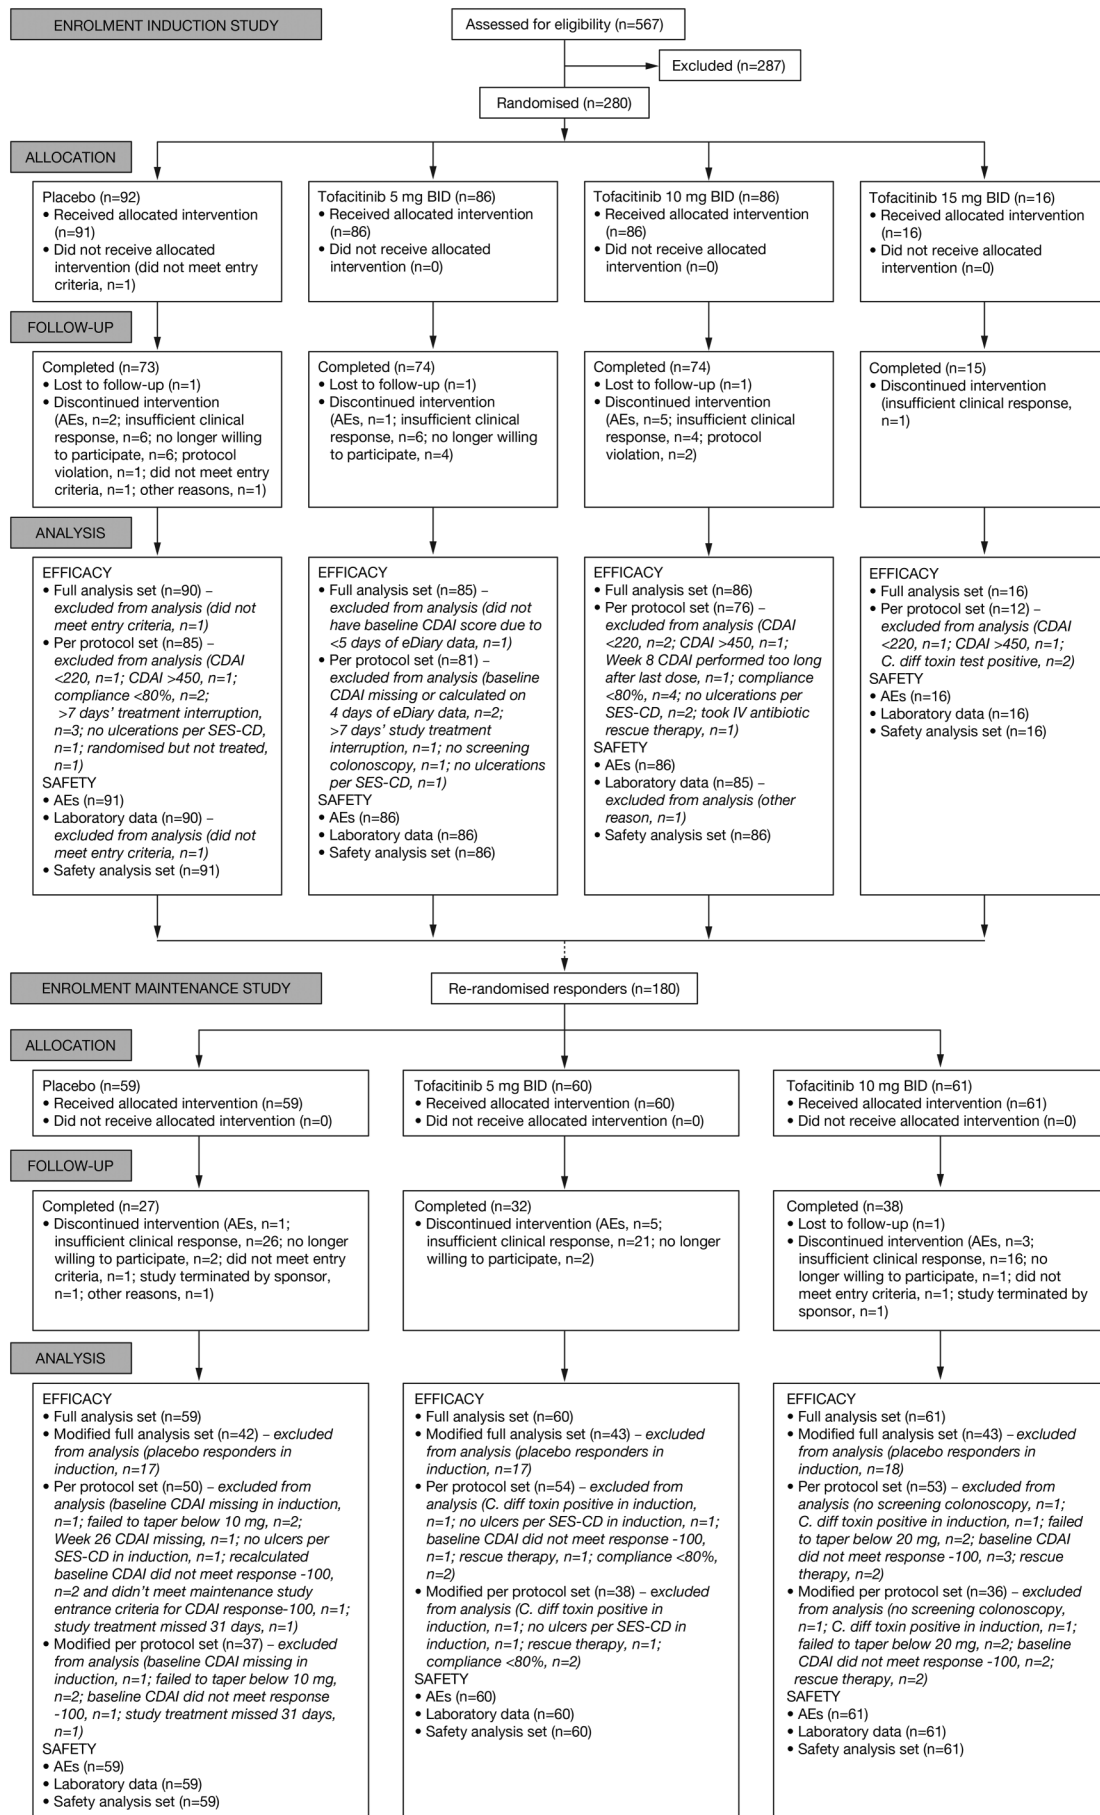 ENROLMENT INDUCTION STUDY
Assessed for eligibility (n=567)
Excluded (n=287)
Randomised (n=280)
ALLOCATION
Placebo (n=92)
• Received allocated intervention
(n=91)
• Did not receive allocated
intervention (did not meet entry
criteria, n=1)
Tofacitinib 5 mg BID (n=86)
• Received allocated intervention
(n=86)
• Did not receive allocated
intervention (n=0)
Tofacitinib 10 mg BID (n=86)
• Received allocated intervention
(n=86)
• Did not receive allocated
intervention (n=0)
Tofacitinib 15 mg BID (n=16)
• Received allocated intervention
(n=16)
• Did not receive allocated
intervention (n=0)
FOLLOW-UP
Completed (n=73)
• Lost to follow-up (n=1)
• Discontinued intervention
(AEs, n=2; insufficient clinical
response, n=6; no longer willing
to participate, n=6; protocol
violation, n=1; did not meet entry
criteria, n=1; other reasons, n=1)
Completed (n=74)
• Lost to follow-up (n=1)
• Discontinued intervention
(AEs, n=1; insufficient clinical
response, n=6; no longer willing
to participate, n=4)
Completed (n=74)
• Lost to follow-up (n=1)
• Discontinued intervention
(AEs, n=5; insufficient clinical
response, n=4; protocol
violation, n=2)
Completed (n=15)
• Discontinued intervention
(insufficient clinical response,
n=1)
ANALYSIS
EFFICACY
• Full analysis set (n=90) –
excluded from analysis (did not
meet entry criteria, n=1)
• Per protocol set (n=85) –
excluded from analysis (CDAI
<220, n=1; CDAI >450, n=1;
compliance <80%, n=2;
>7 days’ treatment interruption,
n=3; no ulcerations per SES-CD,
n=1; randomised but not treated,
n=1)
SAFETY
• AEs (n=91)
• Laboratory data (n=90) –
excluded from analysis (did not
meet entry criteria, n=1)
• Safety analysis set (n=91)
EFFICACY
• Full analysis set (n=85) –
excluded from analysis (did not
have baseline CDAI score due to
<5 days of eDiary data, n=1)
• Per protocol set (n=81) –
excluded from analysis (baseline
CDAI missing or calculated on
4 days of eDiary data, n=2;
>7 days’ study treatment
interruption, n=1; no screening
colonoscopy, n=1; no ulcerations
per SES-CD, n=1)
SAFETY
• AEs (n=86)
• Laboratory data (n=86)
• Safety analysis set (n=86)
EFFICACY
• Full analysis set (n=86)
• Per protocol set (n=76) –
excluded from analysis (CDAI
<220, n=2; CDAI >450, n=1;
Week 8 CDAI performed too long
after last dose, n=1; compliance
<80%, n=4; no ulcerations per
SES-CD, n=2; took IV antibiotic
rescue therapy, n=1)
SAFETY
• AEs (n=86)
• Laboratory data (n=85) –
excluded from analysis (other
reason, n=1)
• Safety analysis set (n=86)
EFFICACY
• Full analysis set (n=16)
• Per protocol set (n=12) –
excluded from analysis (CDAI
<220, n=1; CDAI >450, n=1;
C. diff toxin test positive, n=2)
SAFETY
• AEs (n=16)
• Laboratory data (n=16)
• Safety analysis set (n=16)
ENROLMENT MAINTENANCE STUDY
Re-randomised responders (n=180)
ALLOCATION
Placebo (n=59)
• Received allocated intervention (n=59)
• Did not receive allocated intervention (n=0)
Tofacitinib 5 mg BID (n=60)
• Received allocated intervention (n=60)
• Did not receive allocated intervention (n=0)
Tofacitinib 10 mg BID (n=61)
• Received allocated intervention (n=61)
• Did not receive allocated intervention (n=0)
FOLLOW-UP
Completed (n=27)
• Discontinued intervention (AEs, n=1;
insufficient clinical response, n=26; no longer
willing to participate, n=2; did not meet entry
criteria, n=1; study terminated by sponsor,
n=1; other reasons, n=1)
Completed (n=32)
• Discontinued intervention (AEs, n=5;
insufficient clinical response, n=21; no longer
willing to participate, n=2)
Completed (n=38)
• Lost to follow-up (n=1)
• Discontinued intervention (AEs, n=3;
insufficient clinical response, n=16; no
longer willing to participate, n=1; did not
meet entry criteria, n=1; study terminated by
sponsor, n=1)
ANALYSIS
EFFICACY
• Full analysis set (n=59)
• Modified full analysis set (n=42) – excluded
from analysis (placebo responders in
induction, n=17)
• Per protocol set (n=50) – excluded from
analysis (baseline CDAI missing in induction,
n=1; failed to taper below 10 mg, n=2;
Week 26 CDAI missing, n=1; no ulcers per
SES-CD in induction, n=1; recalculated
baseline CDAI did not meet response -100,
n=2 and didn’t meet maintenance study
entrance criteria for CDAI response-100, n=1;
study treatment missed 31 days, n=1)
• Modified per protocol set (n=37) – excluded
from analysis (baseline CDAI missing in
induction, n=1; failed to taper below 10 mg,
n=2; baseline CDAI did not meet response
-100, n=1; study treatment missed 31 days,
n=1)
SAFETY
• AEs (n=59)
• Laboratory data (n=59)
• Safety analysis set (n=59)
EFFICACY
• Full analysis set (n=60)
• Modified full analysis set (n=43) – excluded
from analysis (placebo responders in
induction, n=17)
• Per protocol set (n=54) – excluded from
analysis (C. diff toxin positive in induction,
n=1; no ulcers per SES-CD in induction, n=1;
baseline CDAI did not meet response -100,
n=1; rescue therapy, n=1; compliance <80%,
n=2)
• Modified per protocol set (n=38) – excluded
from analysis (C. diff toxin positive in
induction, n=1; no ulcers per SES-CD in
induction, n=1; rescue therapy, n=1;
compliance <80%, n=2)
SAFETY
• AEs (n=60)
• Laboratory data (n=60)
• Safety analysis set (n=60)
EFFICACY
• Full analysis set (n=61)
• Modified full analysis set (n=43) – excluded
from analysis (placebo responders in
induction, n=18)
• Per protocol set (n=53) – excluded from
analysis (no screening colonoscopy, n=1;
C. diff toxin positive in induction, n=1; failed
to taper below 20 mg, n=2; baseline CDAI
did not meet response -100, n=3; rescue
therapy, n=2)
• Modified per protocol set (n=36) – excluded
from analysis (no screening colonoscopy,
n=1; C. diff toxin positive in induction, n=1;
failed to taper below 20 mg, n=2; baseline
CDAI did not meet response -100, n=2;
rescue therapy, n=2)
SAFETY
• AEs (n=61)
• Laboratory data (n=61)
• Safety analysis set (n=61)